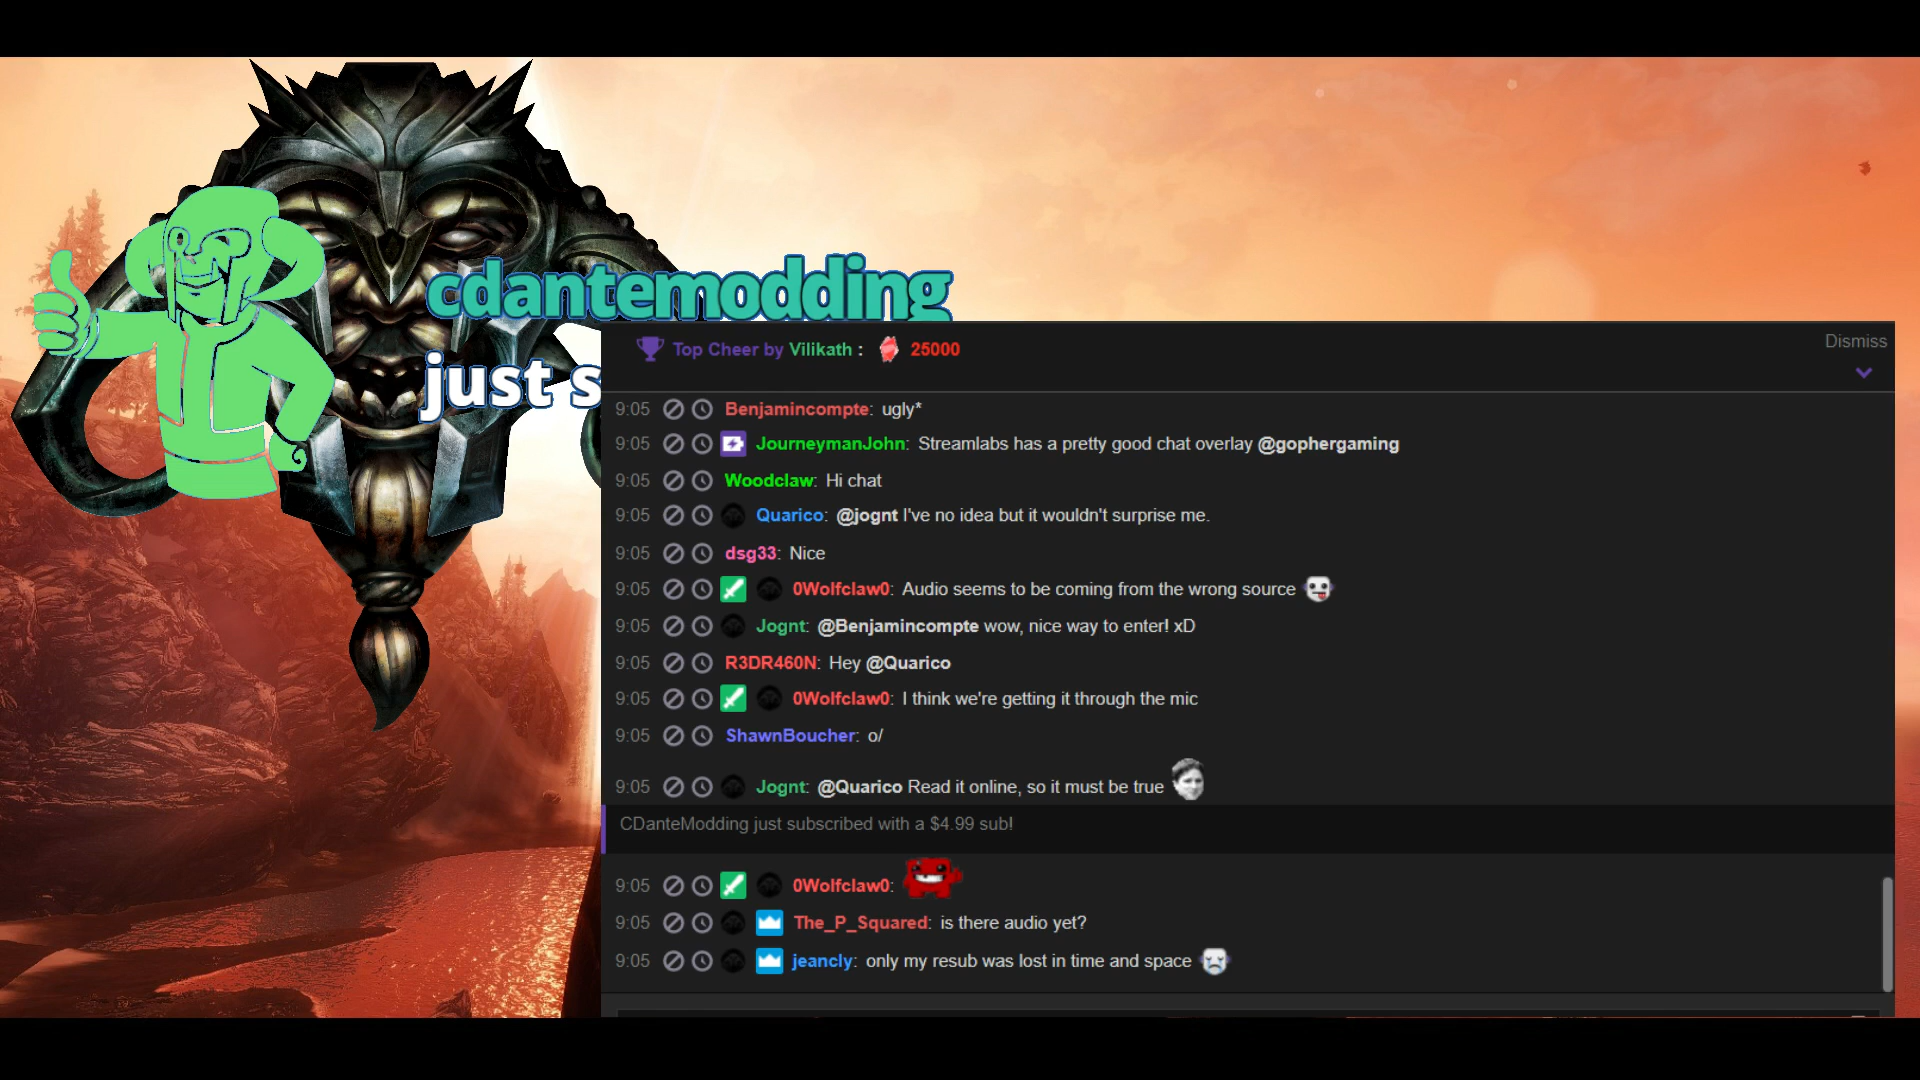 cdantemodding
just s
Top Cheer by Vilikath : 25000
Dismiss
9:05 Benjamincompte: ugly*
9:05 JourneymanJohn: Streamlabs has a pretty good chat overlay @gophergaming
9:05 Woodclaw: Hi chat
9:05 Quarico: @jognt I've no idea but it wouldn't surprise me.
9:05 dsg33: Nice
9:05 0Wolfclaw0: Audio seems to be coming from the wrong source
9:05 Jognt: @Benjamincompte wow, nice way to enter! xD
9:05 R3DR460N: Hey @Quarico
9:05 0Wolfclaw0: I think we're getting it through the mic
9:05 ShawnBoucher: o/
9:05 Jognt: @Quarico Read it online, so it must be true
CDanteModding just subscribed with a $4.99 sub!
9:05 0Wolfclaw0:
9:05 The_P_Squared: is there audio yet?
9:05 jeancly: only my resub was lost in time and space